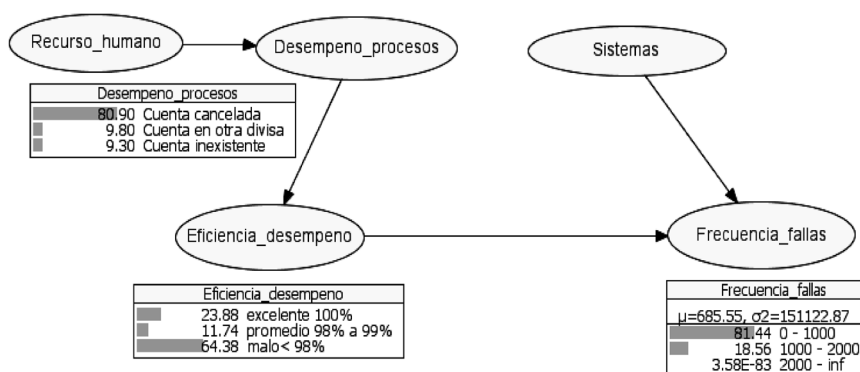 Recurso_humano
Desempeno_procesos
Sistemas
Desempeno_procesos
80.90 Cuenta cancelada
9.80 Cuenta en otra divisa
9.30 Cuenta inexistente
Eficiencia_desempeno
Frecuencia_fallas
Eficiencia_desempeno
23.88 excelente 100%
11.74 promedio 98% a 99%
64.38 malo< 98%
Frecuencia_fallas
μ=685.55, σ2=151122.87
81.44 0 - 1000
18.56 1000 - 2000
3.58E-83 2000 - inf